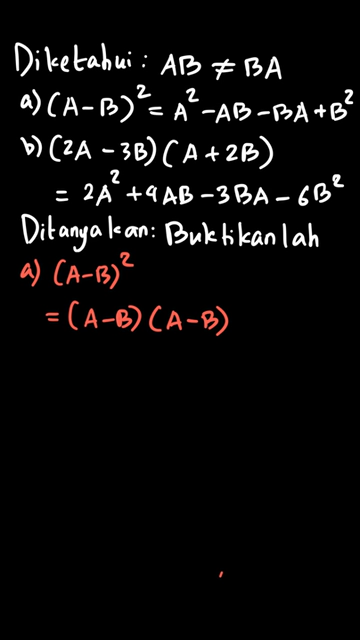 Diketahui: AB ≠ BA
a) (A-B)² = A² -AB -BA +B²
b) (2A -3B) (A +2B)
= 2A² +4AB -3BA - 6B²
Ditanyakan: Buktikanlah
a) (A-B)²
= (A-B) (A-B)